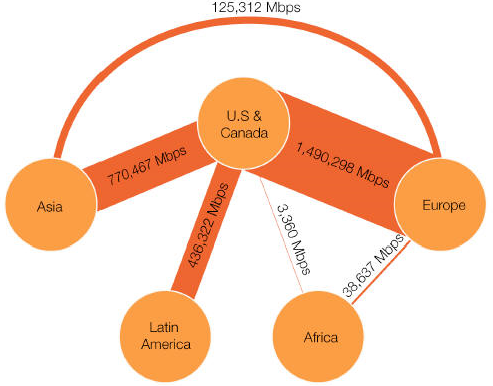 125,312 Mbps
U.S &
Canada
770,467 Mbps
1,490,298 Mbps
Asia
436,322 Mbps
3,360 Mbps
Europe
38,637 Mbps
Latin
America
Africa